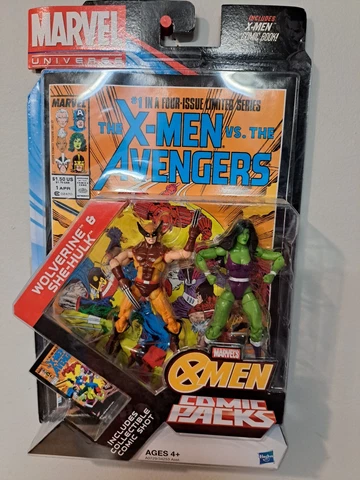 MARVEL
UNIVERSE
INCLUDES
X-MEN
COMIC BOOK!
MARVEL
#1 IN A FOUR-ISSUE LIMITED SERIES
THE X-MEN VS. THE
AVENGERS
$1.50 US
1 APR
WOLVERINE &
SHE-HULK
MARVEL'S
X-MEN
COMIC
PACKS
INCLUDES
COLLECTIBLE
COMIC SHOT
AGES 4+
Hasbro